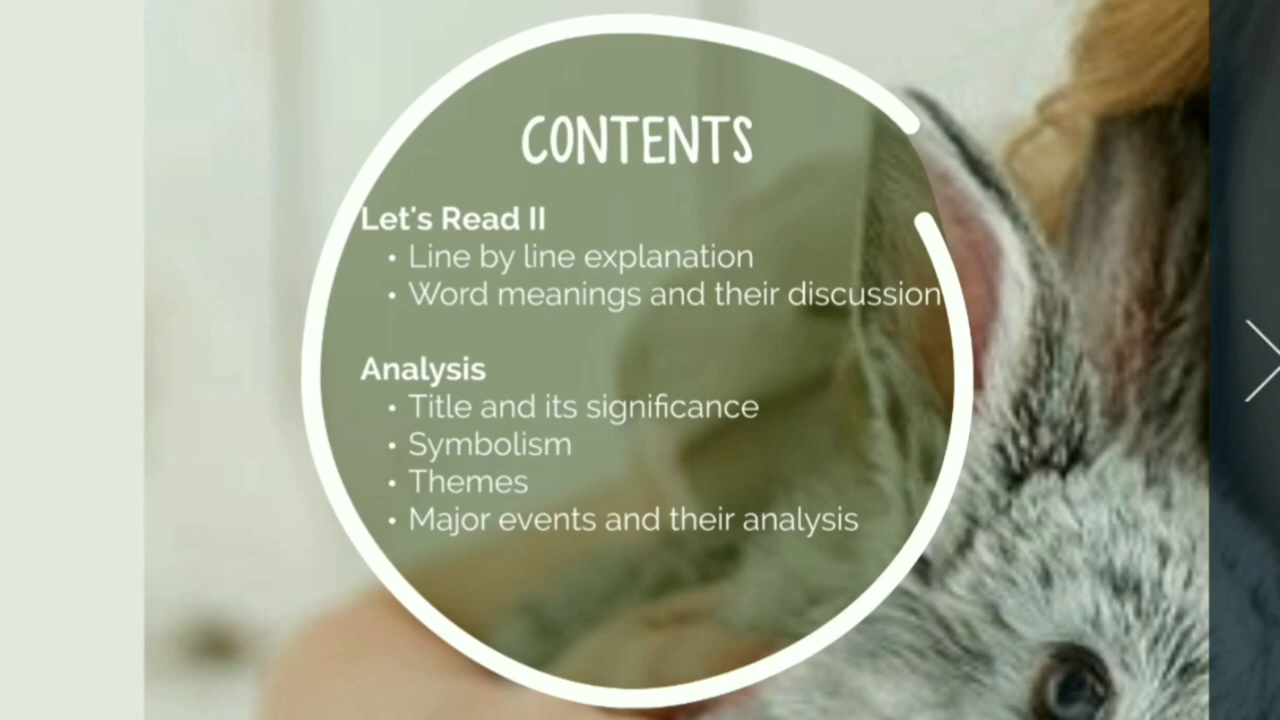 CONTENTS
Let's Read II
• Line by line explanation
• Word meanings and their discussion
Analysis
• Title and its significance
• Symbolism
• Themes
• Major events and their analysis